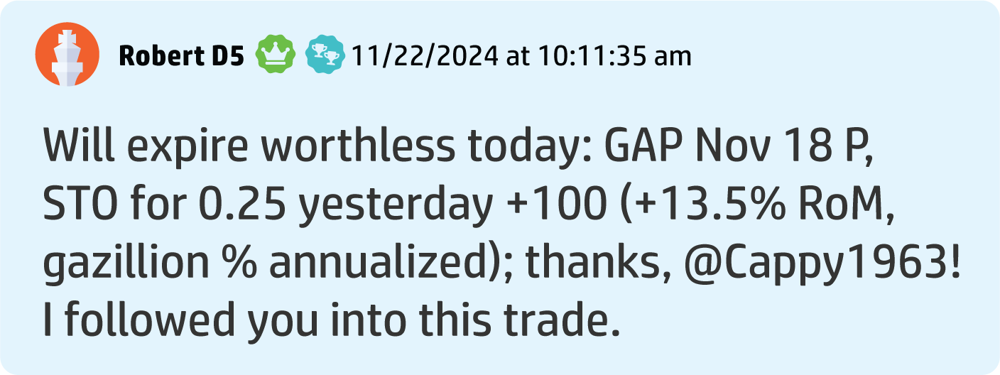 Robert D5 11/22/2024 at 10:11:35 am
Will expire worthless today: GAP Nov 18 P,
STO for 0.25 yesterday +100 (+13.5% RoM,
gazillion % annualized); thanks, @Cappy1963!
I followed you into this trade.